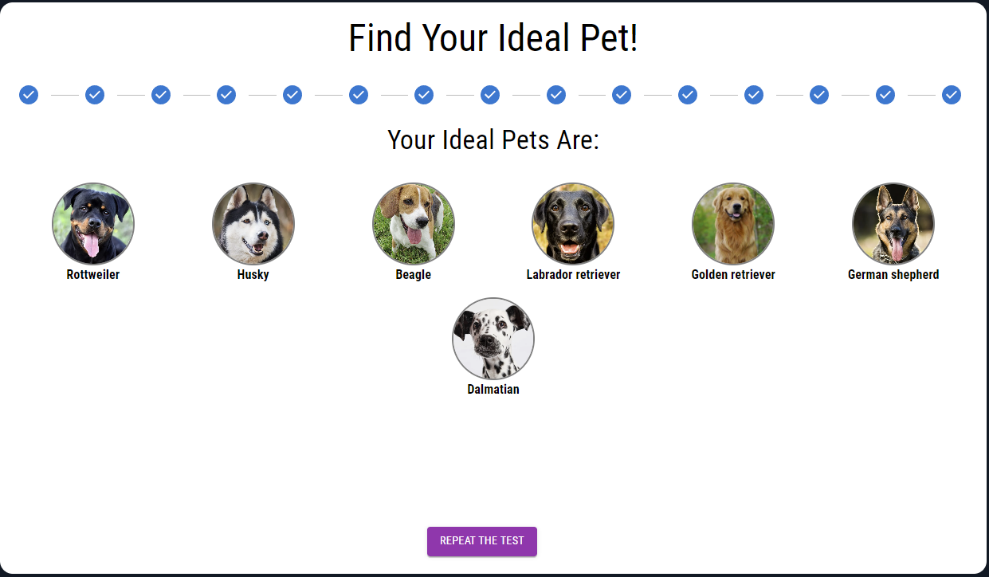 Find Your Ideal Pet!
Your Ideal Pets Are:
Rottweiler
Husky
Beagle
Labrador retriever
Golden retriever
German shepherd
Dalmatian
REPEAT THE TEST